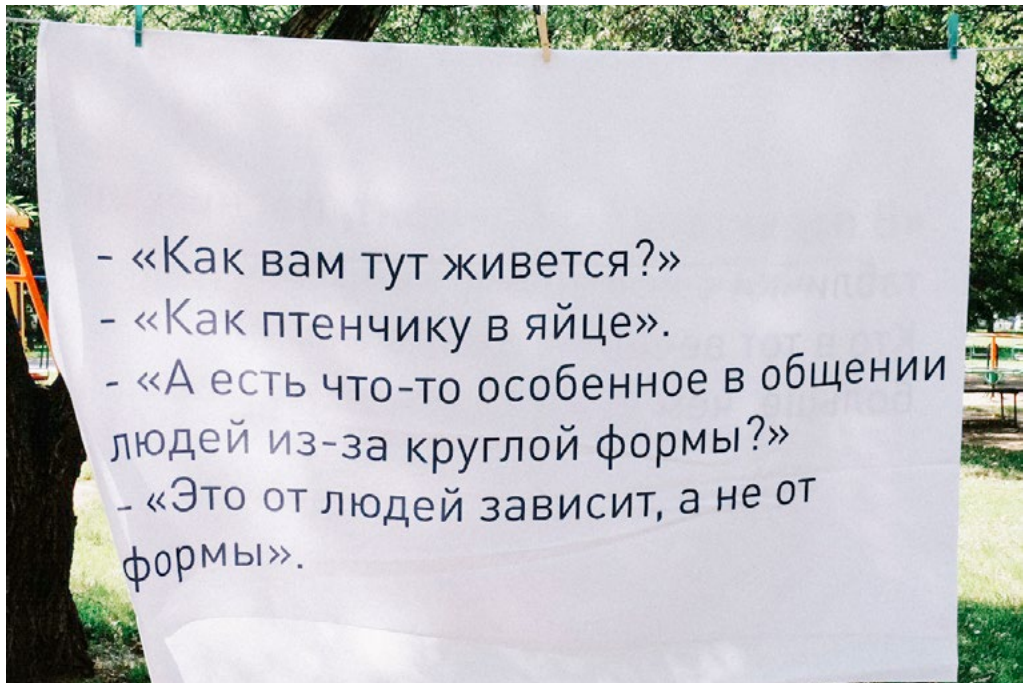 - «Как вам тут живется?»
- «Как птенчику в яйце».
- «А есть что-то особенное в общении
людей из-за круглой формы?»
- «Это от людей зависит, а не от
формы».